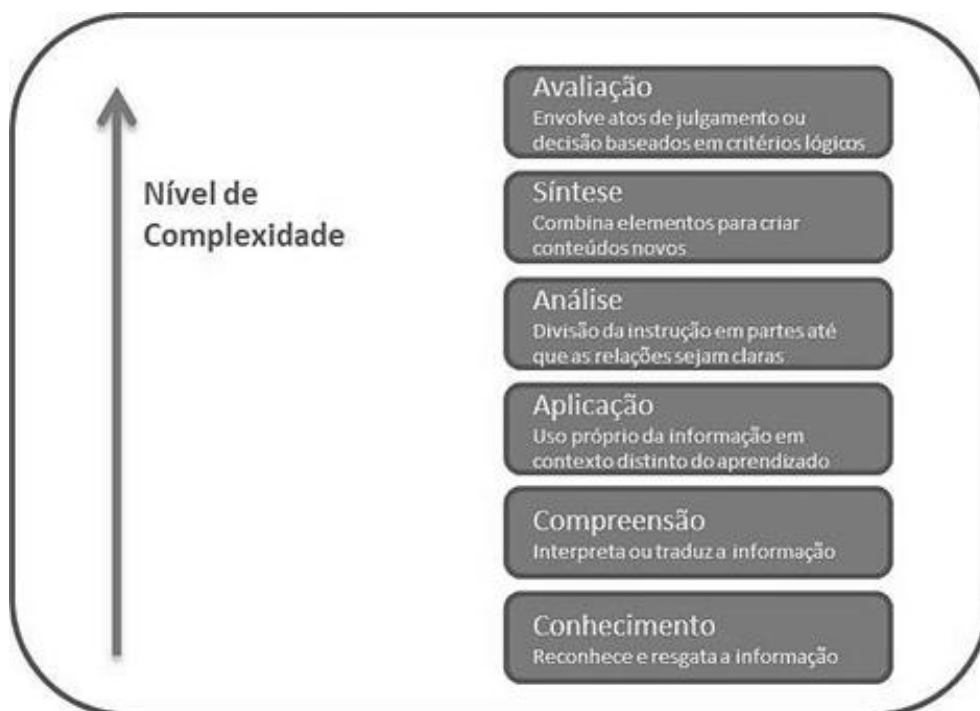 Nível de
Complexidade
Avaliação
Envolve atos de julgamento ou
decisão baseados em critérios lógicos
Síntese
Combina elementos para criar
conteúdos novos
Análise
Divisão da instrução em partes até
que as relações sejam claras
Aplicação
Uso próprio da informação em
contexto distinto do aprendizado
Compreensão
Interpreta ou traduz a informação
Conhecimento
Reconhece e resgata a informação